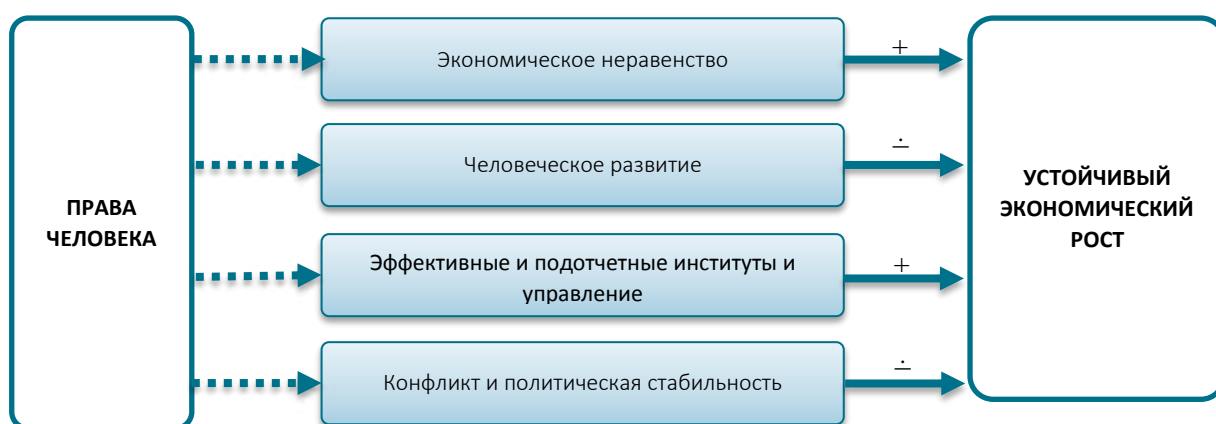 ПРАВА
ЧЕЛОВЕКА
Экономическое неравенство
+
Человеческое развитие
∸
Эффективные и подотчетные институты и
управление
+
Конфликт и политическая стабильность
∸
УСТОЙЧИВЫЙ
ЭКОНОМИЧЕСКИЙ
РОСТ